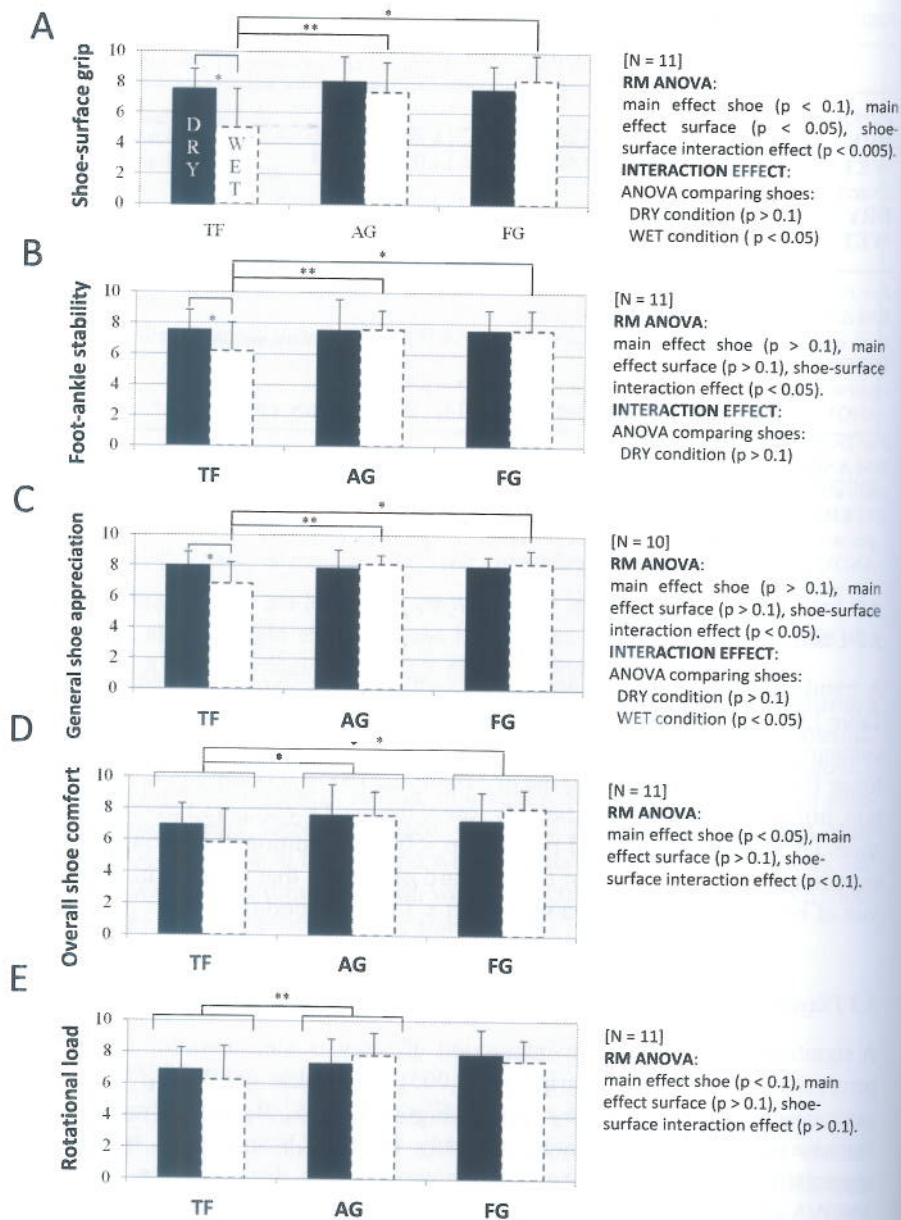 A
Shoe-surface grip
10
8
6
4
2
0
*
**
*
DRY
WET
TF
AG
FG
[N = 11]
RM ANOVA:
main effect shoe (p < 0.1), main
effect surface (p < 0.05), shoe-
surface interaction effect (p < 0.005).
INTERACTION EFFECT:
ANOVA comparing shoes:
DRY condition (p > 0.1)
WET condition ( p < 0.05)
B
Foot-ankle stability
10
8
6
4
2
0
*
**
*
TF
AG
FG
[N = 11]
RM ANOVA:
main effect shoe (p > 0.1), main
effect surface (p > 0.1), shoe-surface
interaction effect (p < 0.05).
INTERACTION EFFECT:
ANOVA comparing shoes:
DRY condition (p > 0.1)
C
General shoe appreciation
10
8
6
4
2
0
*
**
*
TF
AG
FG
[N = 10]
RM ANOVA:
main effect shoe (p > 0.1), main
effect surface (p > 0.1), shoe-surface
interaction effect (p < 0.05).
INTERACTION EFFECT:
ANOVA comparing shoes:
DRY condition (p > 0.1)
WET condition (p < 0.05)
D
Overall shoe comfort
10
8
6
4
2
0
*
*
TF
AG
FG
[N = 11]
RM ANOVA:
main effect shoe (p < 0.05), main
effect surface (p > 0.1), shoe-
surface interaction effect (p < 0.1).
E
Rotational load
10
8
6
4
2
0
**
TF
AG
FG
[N = 11]
RM ANOVA:
main effect shoe (p < 0.1), main
effect surface (p > 0.1), shoe-
surface interaction effect (p > 0.1).